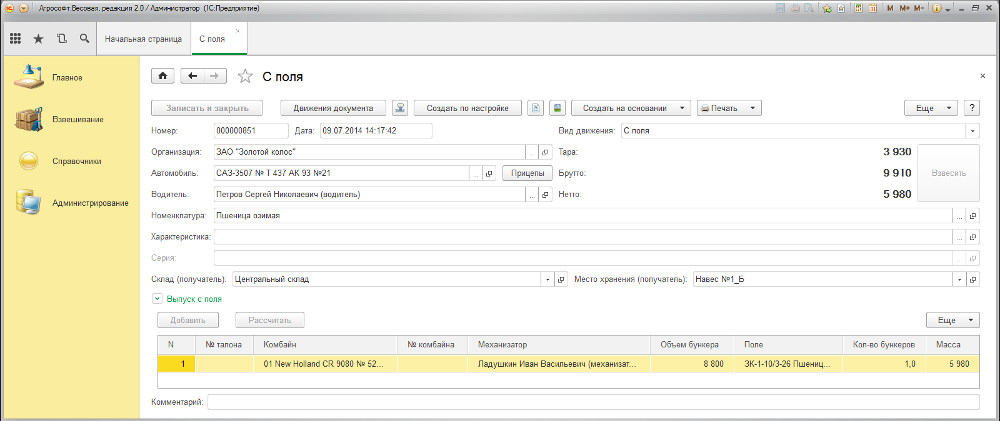 Агрософт:Весовая, редакция 2.0 / Администратор (1С:Предприятие)
M M+ M-
Начальная страница
С поля
Главное
Взвешивание
Справочники
Администрирование
С поля
Записать и закрыть Движения документа Создать по настройке Создать на основании Печать Еще ?
Номер: 000000851 Дата: 09.07.2014 14:17:42 Вид движения: С поля
Организация: ЗАО "Золотой колос" ... Тара: 3 930
Автомобиль: САЗ-3507 № Т 437 АК 93 №21 ... Прицепы Брутто: 9 910 Взвесить
Водитель: Петров Сергей Николаевич (водитель) ... Нетто: 5 980
Номенклатура: Пшеница озимая ...
Характеристика: ...
Серия: ...
Склад (получатель): Центральный склад Место хранения (получатель): Навес №1_Б
Выпуск с поля
Добавить Рассчитать Еще
N № талона Комбайн № комбайна Механизатор Объем бункера Поле Кол-во бункеров Масса
1 01 New Holland CR 9080 № 52... Ладушкин Иван Васильевич (механизат... 8 800 ЗК-1-10/3-26 Пшениц... 1,0 5 980
Комментарий: